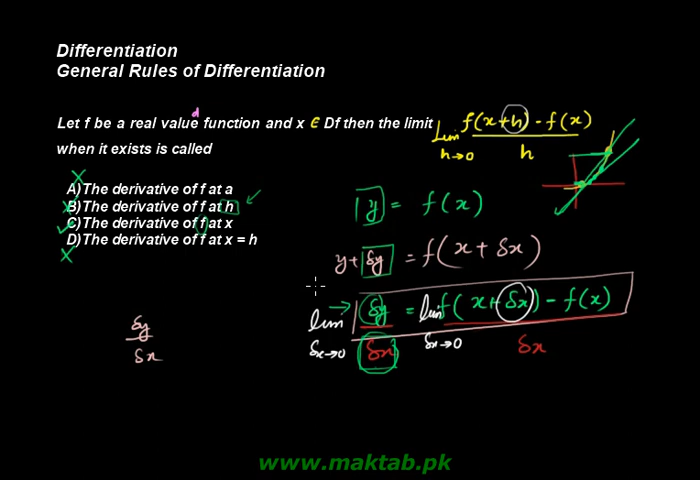 Differentiation
General Rules of Differentiation
Let f be a real value d function and x ∈ Df then the limit Lim h→0 f(x+h) - f(x) / h
when it exists is called
A) The derivative of f at a
B) The derivative of f at h
C) The derivative of f at x
D) The derivative of f at x = h
y = f(x)
y + δy = f(x + δx)
lim δx→0 δy / δx = lim δx→0 f(x + δx) - f(x) / δx
δy / δx
www.maktab.pk